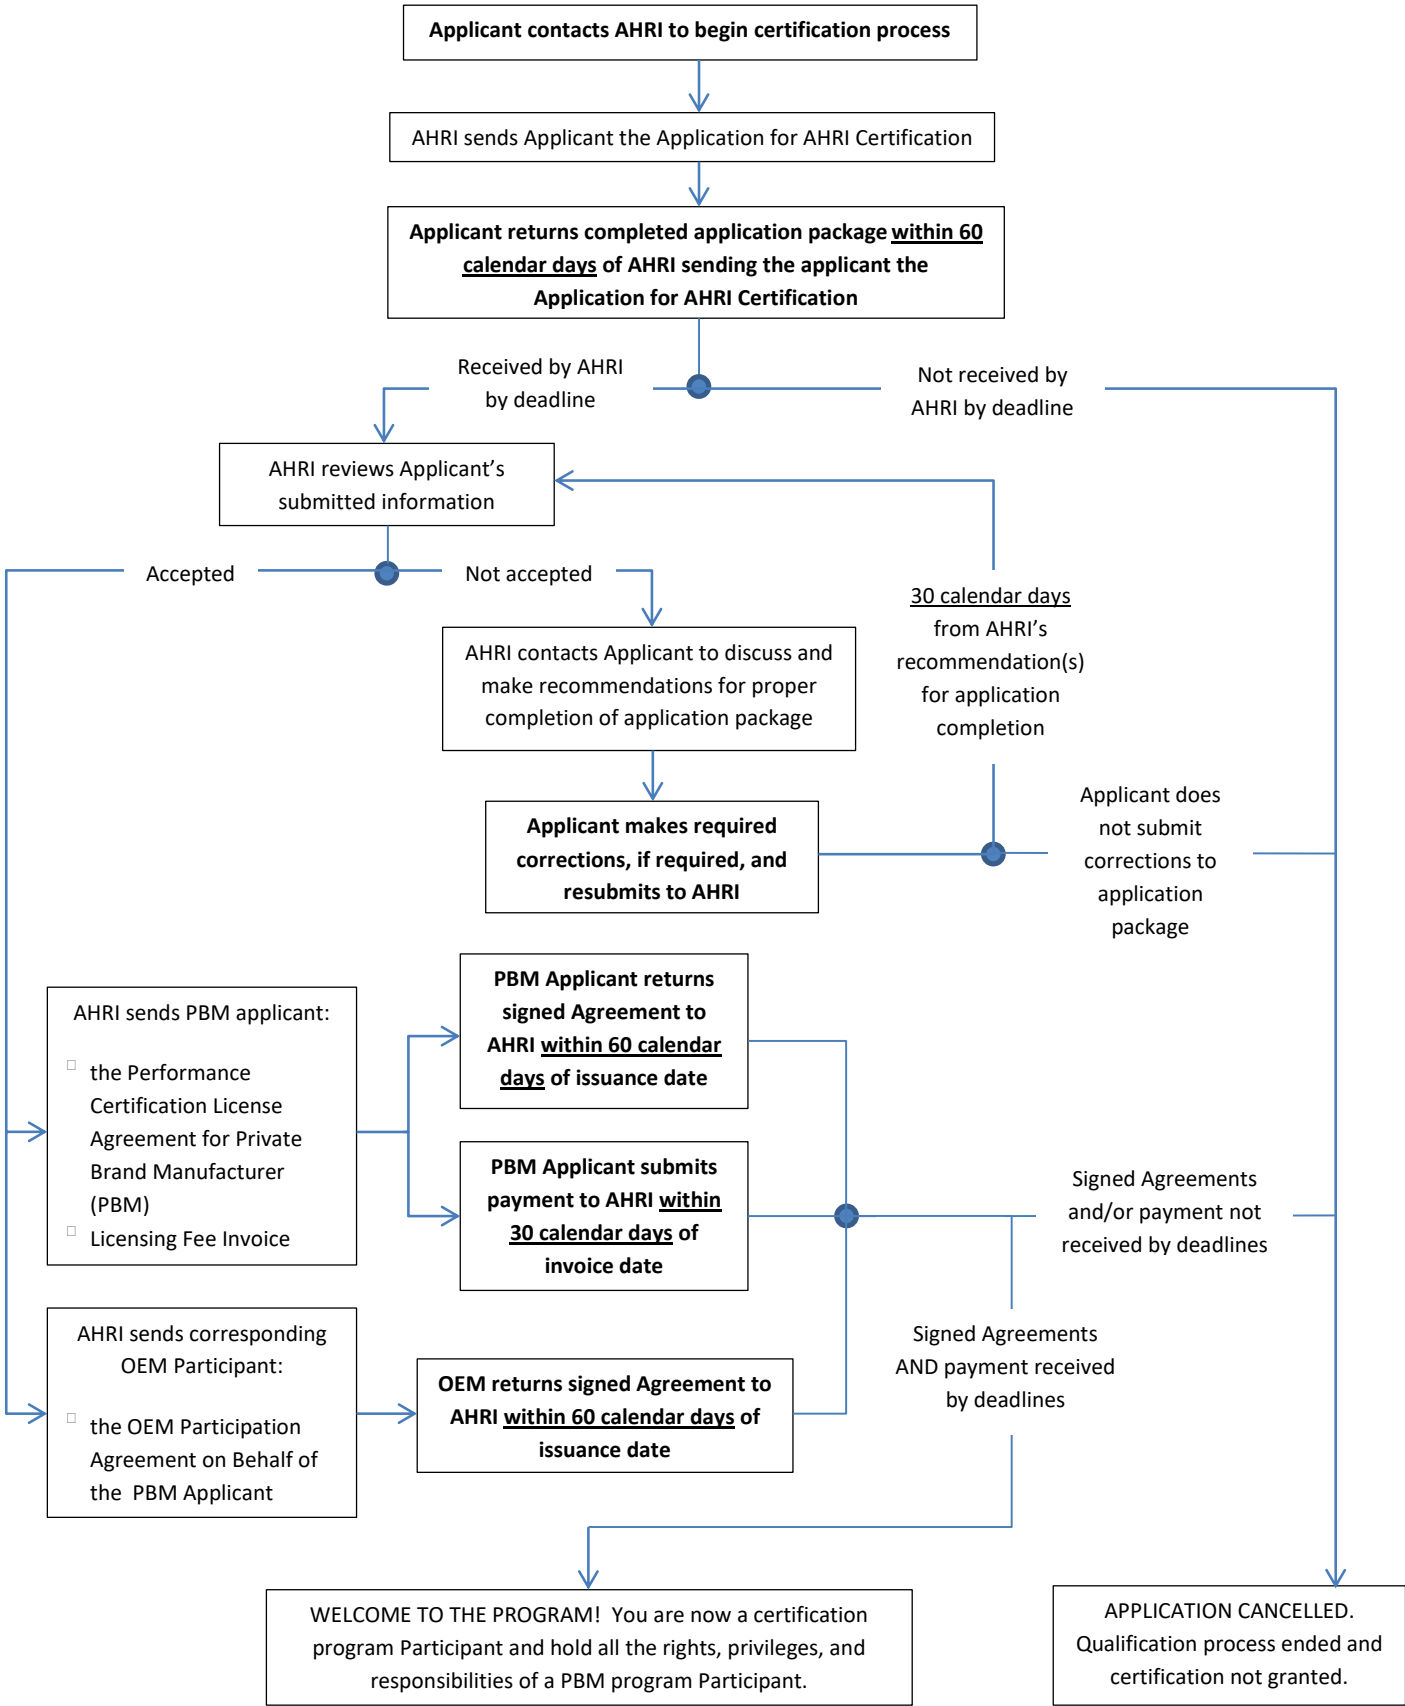 Applicant contacts AHRI to begin certification process
AHRI sends Applicant the Application for AHRI Certification
Applicant returns completed application package within 60
calendar days of AHRI sending the applicant the
Application for AHRI Certification
Received by AHRI
by deadline
Not received by
AHRI by deadline
AHRI reviews Applicant’s
submitted information
Accepted
Not accepted
30 calendar days
from AHRI’s
recommendation(s)
for application
completion
AHRI contacts Applicant to discuss and
make recommendations for proper
completion of application package
Applicant makes required
corrections, if required, and
resubmits to AHRI
Applicant does
not submit
corrections to
application
package
AHRI sends PBM applicant:
the Performance
Certification License
Agreement for Private
Brand Manufacturer
(PBM)
Licensing Fee Invoice
PBM Applicant returns
signed Agreement to
AHRI within 60 calendar
days of issuance date
PBM Applicant submits
payment to AHRI within
30 calendar days of
invoice date
Signed Agreements
and/or payment not
received by deadlines
AHRI sends corresponding
OEM Participant:
the OEM Participation
Agreement on Behalf of
the PBM Applicant
OEM returns signed Agreement to
AHRI within 60 calendar days of
issuance date
Signed Agreements
AND payment received
by deadlines
WELCOME TO THE PROGRAM! You are now a certification
program Participant and hold all the rights, privileges, and
responsibilities of a PBM program Participant.
APPLICATION CANCELLED.
Qualification process ended and
certification not granted.